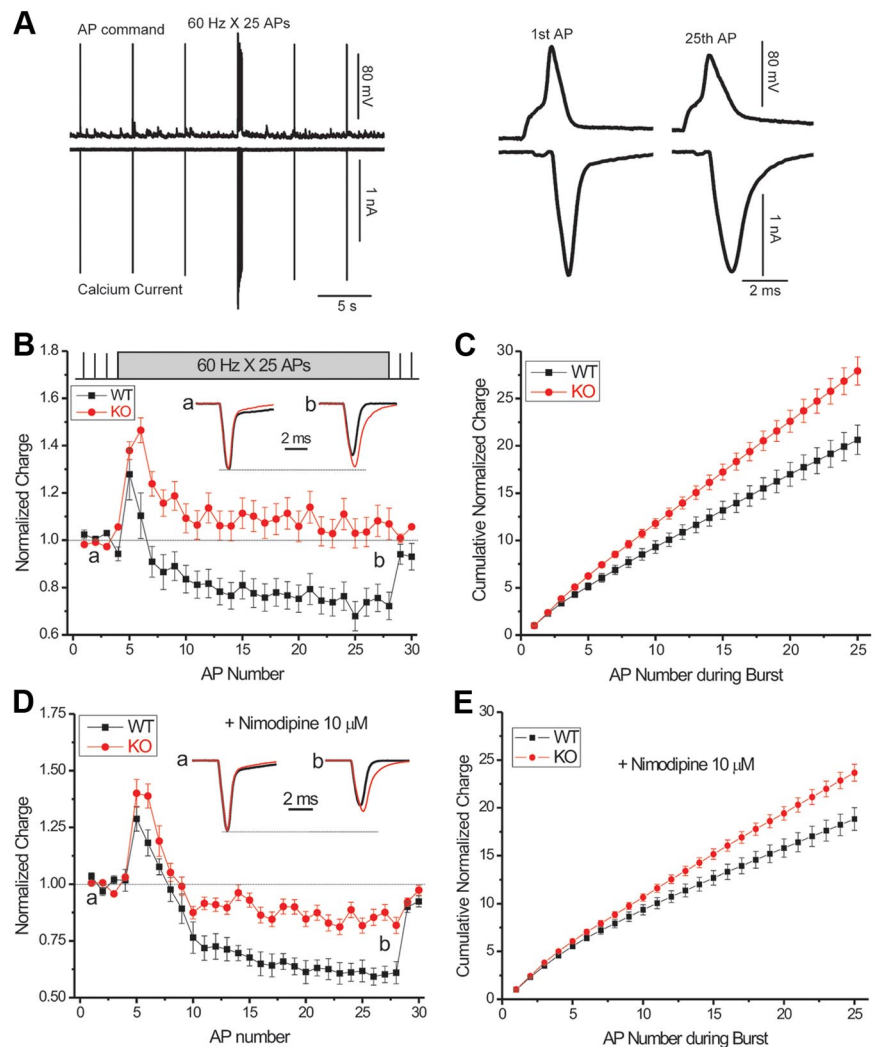 A
AP command
60 Hz X 25 APs
80 mV
1 nA
Calcium Current
5 s
1st AP
25th AP
80 mV
1 nA
2 ms
B
1.8
1.6
1.4
1.2
1.0
0.8
0.6
60 Hz X 25 APs
WT
KO
a
b
2 ms
a
b
0 5 10 15 20 25 30
AP Number
Normalized Charge
C
30
25
20
15
10
5
0
WT
KO
0 5 10 15 20 25
AP Number during Burst
Cumulative Normalized Charge
D
1.75
1.50
1.25
1.00
0.75
0.50
WT
KO
+ Nimodipine 10 μM
a
b
2 ms
a
b
0 5 10 15 20 25 30
AP number
Normalized Charge
E
30
25
20
15
10
5
0
WT
KO
+ Nimodipine 10 μM
0 5 10 15 20 25
AP Number during Burst
Cumulative Normalized Charge